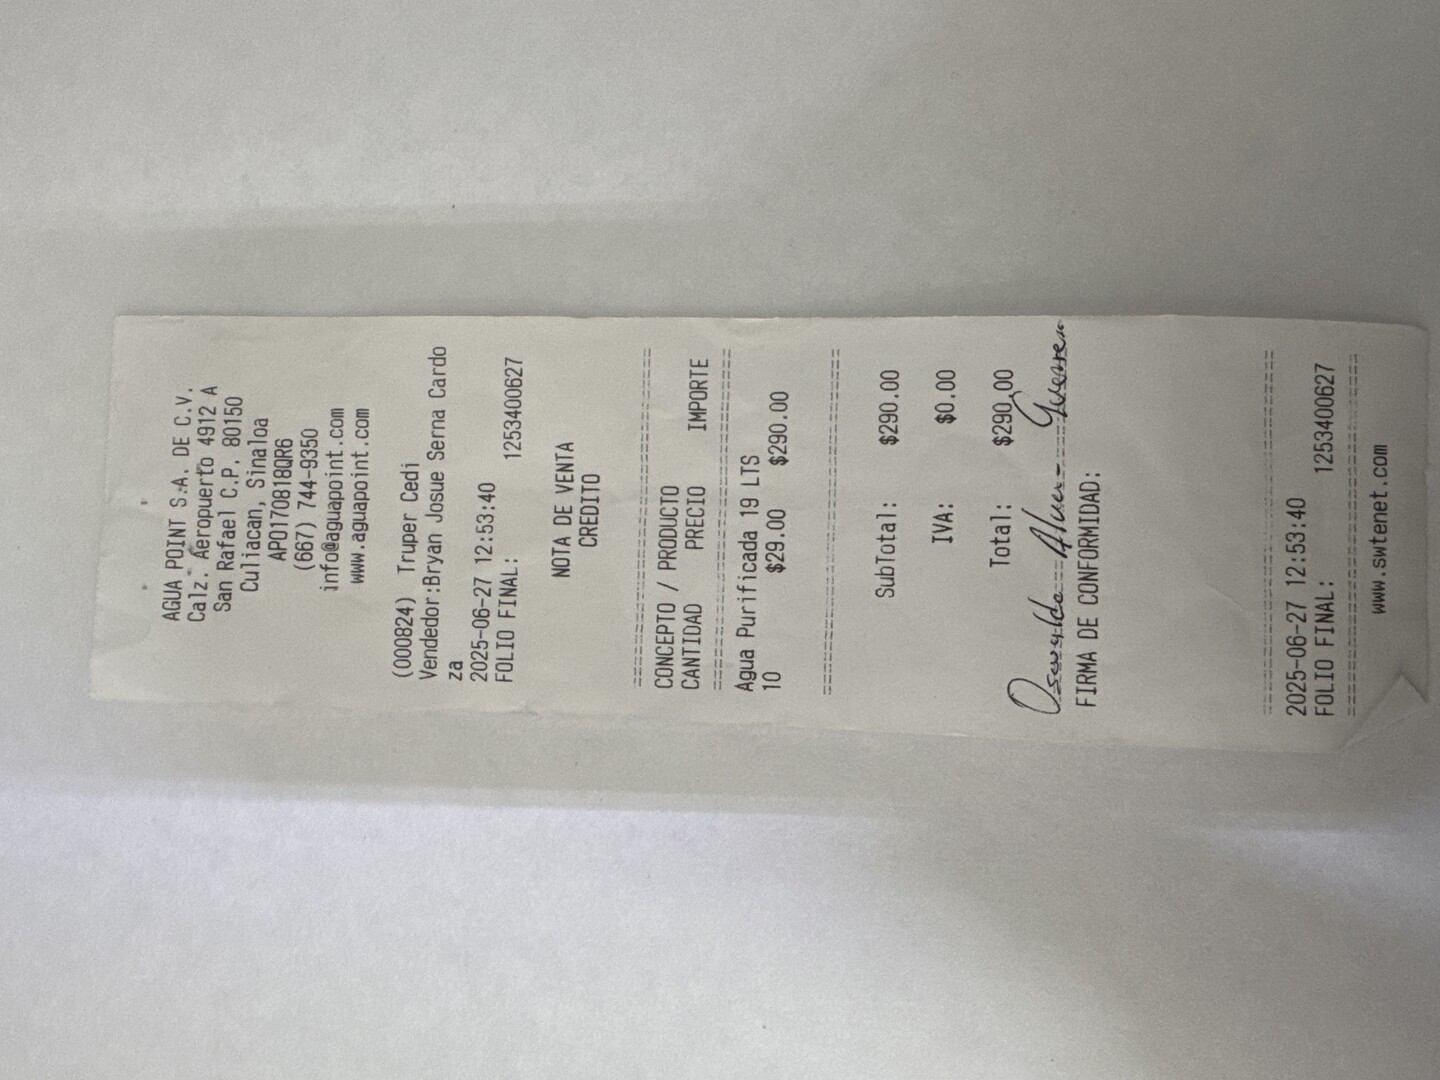 AGUA POINT S.A. DE C.V.
Calz. Aeropuerto 4912 A
San Rafael C.P. 80150
Culiacan, Sinaloa
APO170818QR6
(667) 744-9350
info@aguapoint.com
www.aguapoint.com
(000824) Truper Cedi
Vendedor:Bryan Josue Serna Cardo
za
2025-06-27 12:53:40
FOLIO FINAL: 1253400627
NOTA DE VENTA
CREDITO
CONCEPTO / PRODUCTO
CANTIDAD PRECIO IMPORTE
Agua Purificada 19 LTS
10 $29.00 $290.00
SubTotal: $290.00
IVA: $0.00
Total: $290.00
FIRMA DE CONFORMIDAD:
2025-06-27 12:53:40
FOLIO FINAL: 1253400627
www.swtenet.com